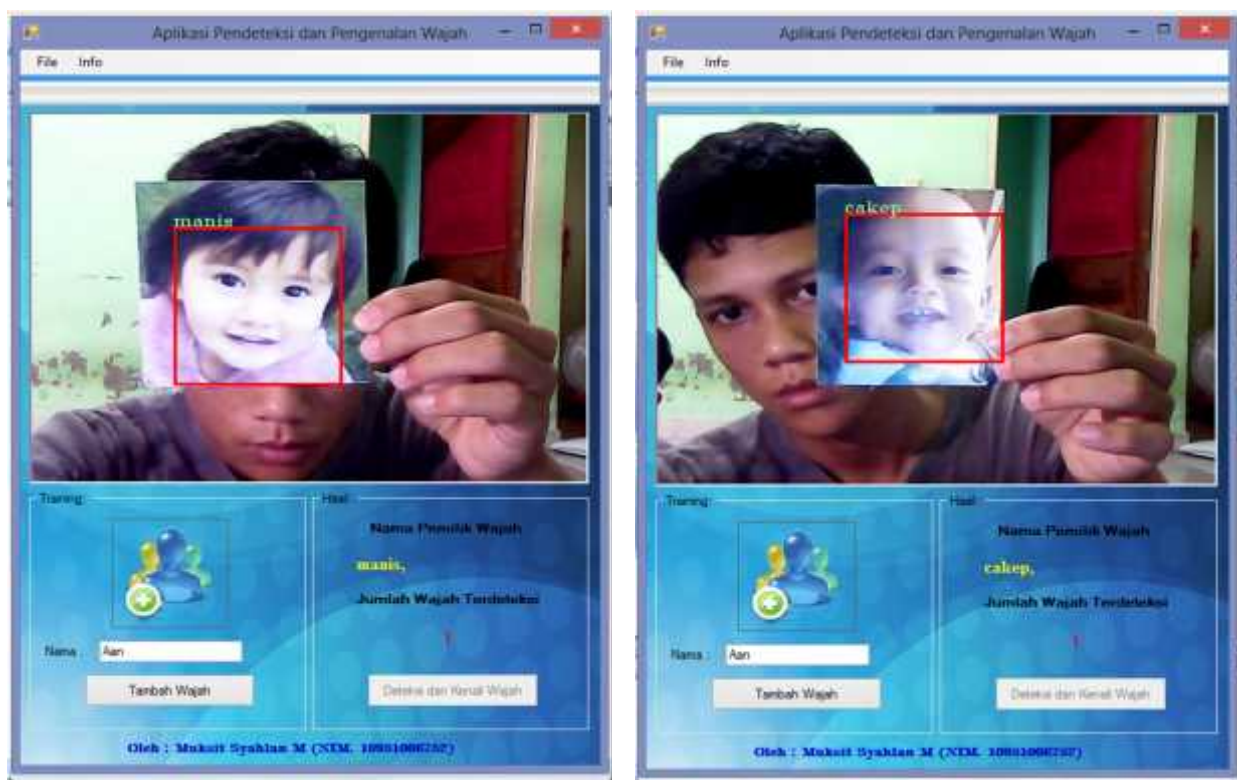 Aplikasi Pendeteksi dan Pengenalan Wajah
File Info
manis
Training:
Hasil
Nama Pemilik Wajah
manis,
Jumlah Wajah Terdeteksi
1
Nama : Aan
Tambah Wajah
Deteksi dan Kenali Wajah
Oleh : Muksit Syahlan M (NIM.
Aplikasi Pendeteksi dan Pengenalan Wajah
File Info
cakep
Training:
Hasil
Nama Pemilik Wajah
cakep,
Jumlah Wajah Terdeteksi
1
Nama : Aan
Tambah Wajah
Deteksi dan Kenali Wajah
Oleh : Muksit Syahlan M (NIM.